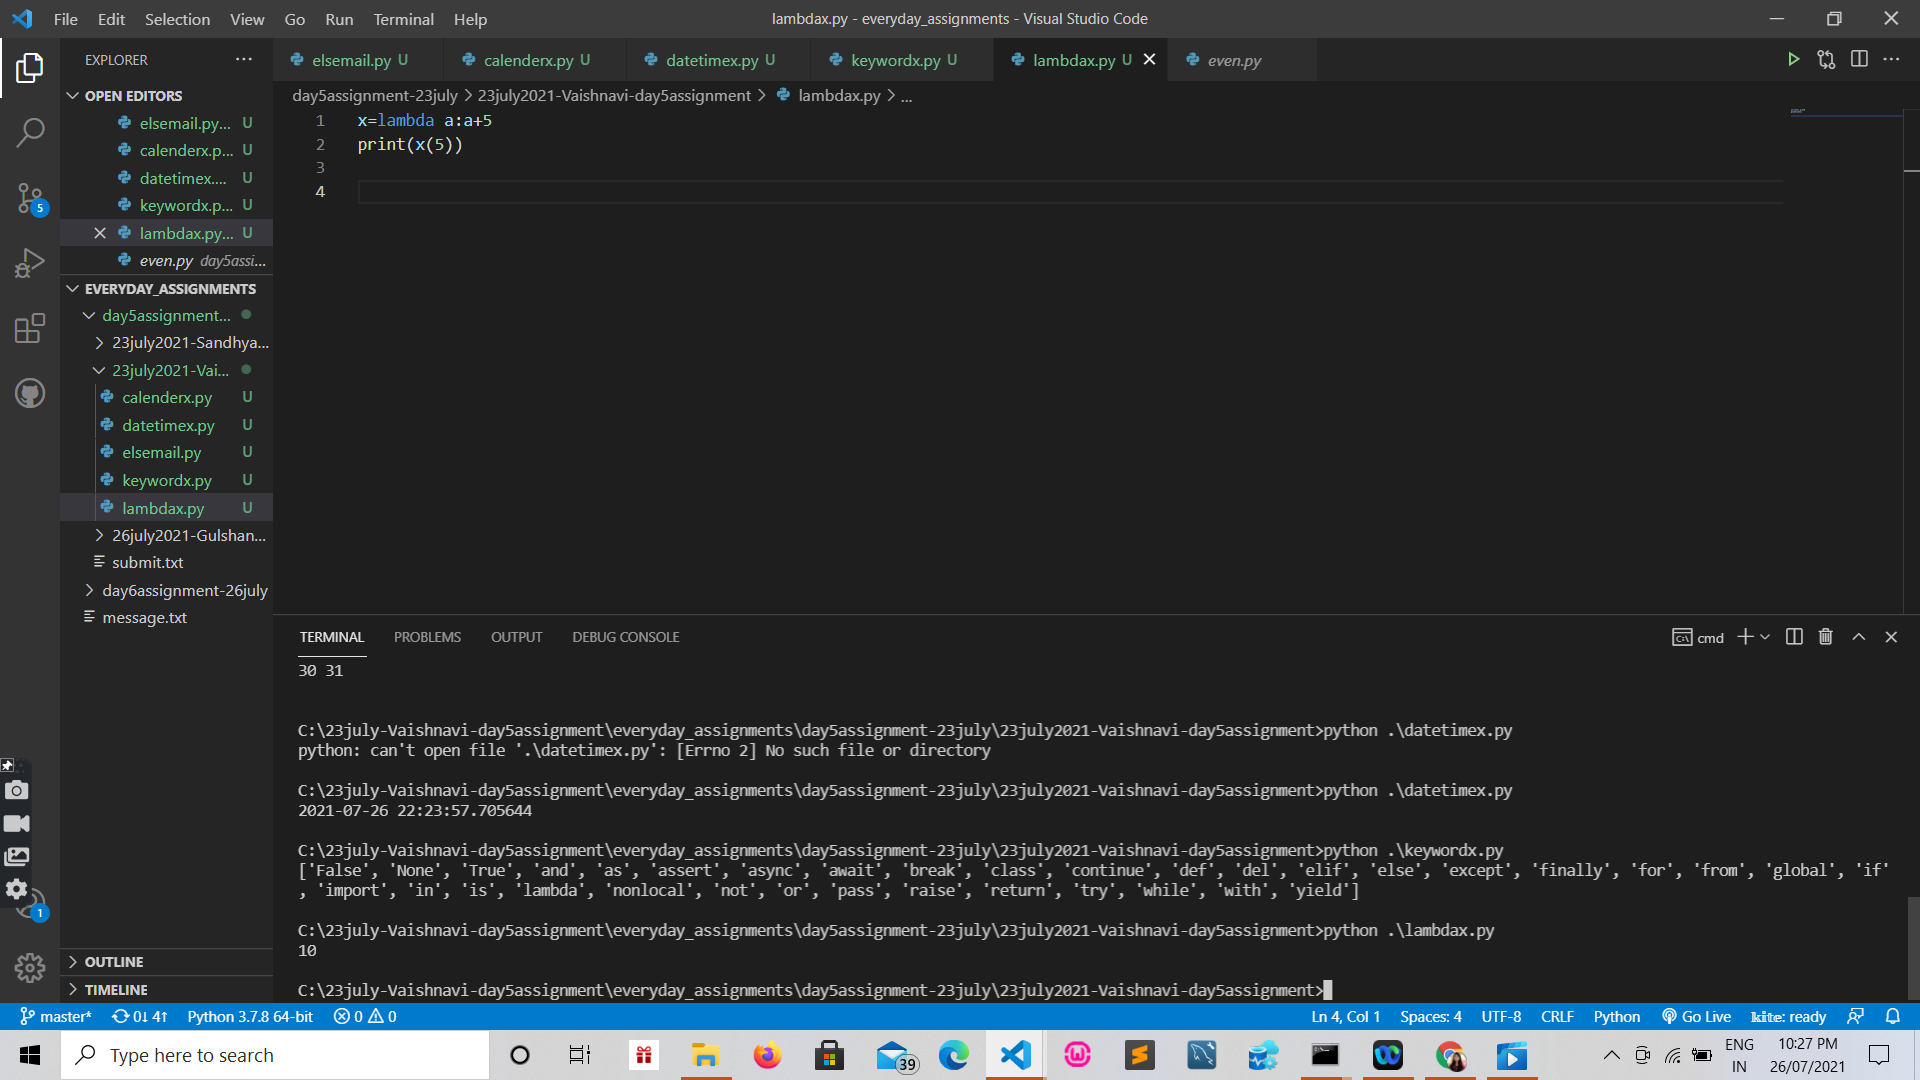 File Edit Selection View Go Run Terminal Help
lambdax.py - everyday_assignments - Visual Studio Code
EXPLORER
OPEN EDITORS
elsemail.py... U
calenderx.p... U
datetimex.... U
keywordx.p... U
lambdax.py... U
even.py day5assi...
EVERYDAY_ASSIGNMENTS
day5assignment...
23july2021-Sandhya...
23july2021-Vai...
calenderx.py U
datetimex.py U
elsemail.py U
keywordx.py U
lambdax.py U
26july2021-Gulshan...
submit.txt
day6assignment-26july
message.txt
OUTLINE
TIMELINE
5
1
elsemail.py U calenderx.py U datetimex.py U keywordx.py U lambdax.py U even.py
day5assignment-23july > 23july2021-Vaishnavi-day5assignment > lambdax.py > ...
1 x=lambda a:a+5
2 print(x(5))
3
4
TERMINAL PROBLEMS OUTPUT DEBUG CONSOLE
cmd
30 31
C:\23july-Vaishnavi-day5assignment\everyday_assignments\day5assignment-23july\23july2021-Vaishnavi-day5assignment>python .\datetimex.py
python: can't open file '.\datetimex.py': [Errno 2] No such file or directory
C:\23july-Vaishnavi-day5assignment\everyday_assignments\day5assignment-23july\23july2021-Vaishnavi-day5assignment>python .\datetimex.py
2021-07-26 22:23:57.705644
C:\23july-Vaishnavi-day5assignment\everyday_assignments\day5assignment-23july\23july2021-Vaishnavi-day5assignment>python .\keywordx.py
['False', 'None', 'True', 'and', 'as', 'assert', 'async', 'await', 'break', 'class', 'continue', 'def', 'del', 'elif', 'else', 'except', 'finally', 'for', 'from', 'global', 'if'
, 'import', 'in', 'is', 'lambda', 'nonlocal', 'not', 'or', 'pass', 'raise', 'return', 'try', 'while', 'with', 'yield']
C:\23july-Vaishnavi-day5assignment\everyday_assignments\day5assignment-23july\23july2021-Vaishnavi-day5assignment>python .\lambdax.py
10
C:\23july-Vaishnavi-day5assignment\everyday_assignments\day5assignment-23july\23july2021-Vaishnavi-day5assignment>
master* 0↓ 4↑ Python 3.7.8 64-bit 0 0
Ln 4, Col 1 Spaces: 4 UTF-8 CRLF Python Go Live kite: ready
Type here to search
39
ENG
IN
10:27 PM
26/07/2021